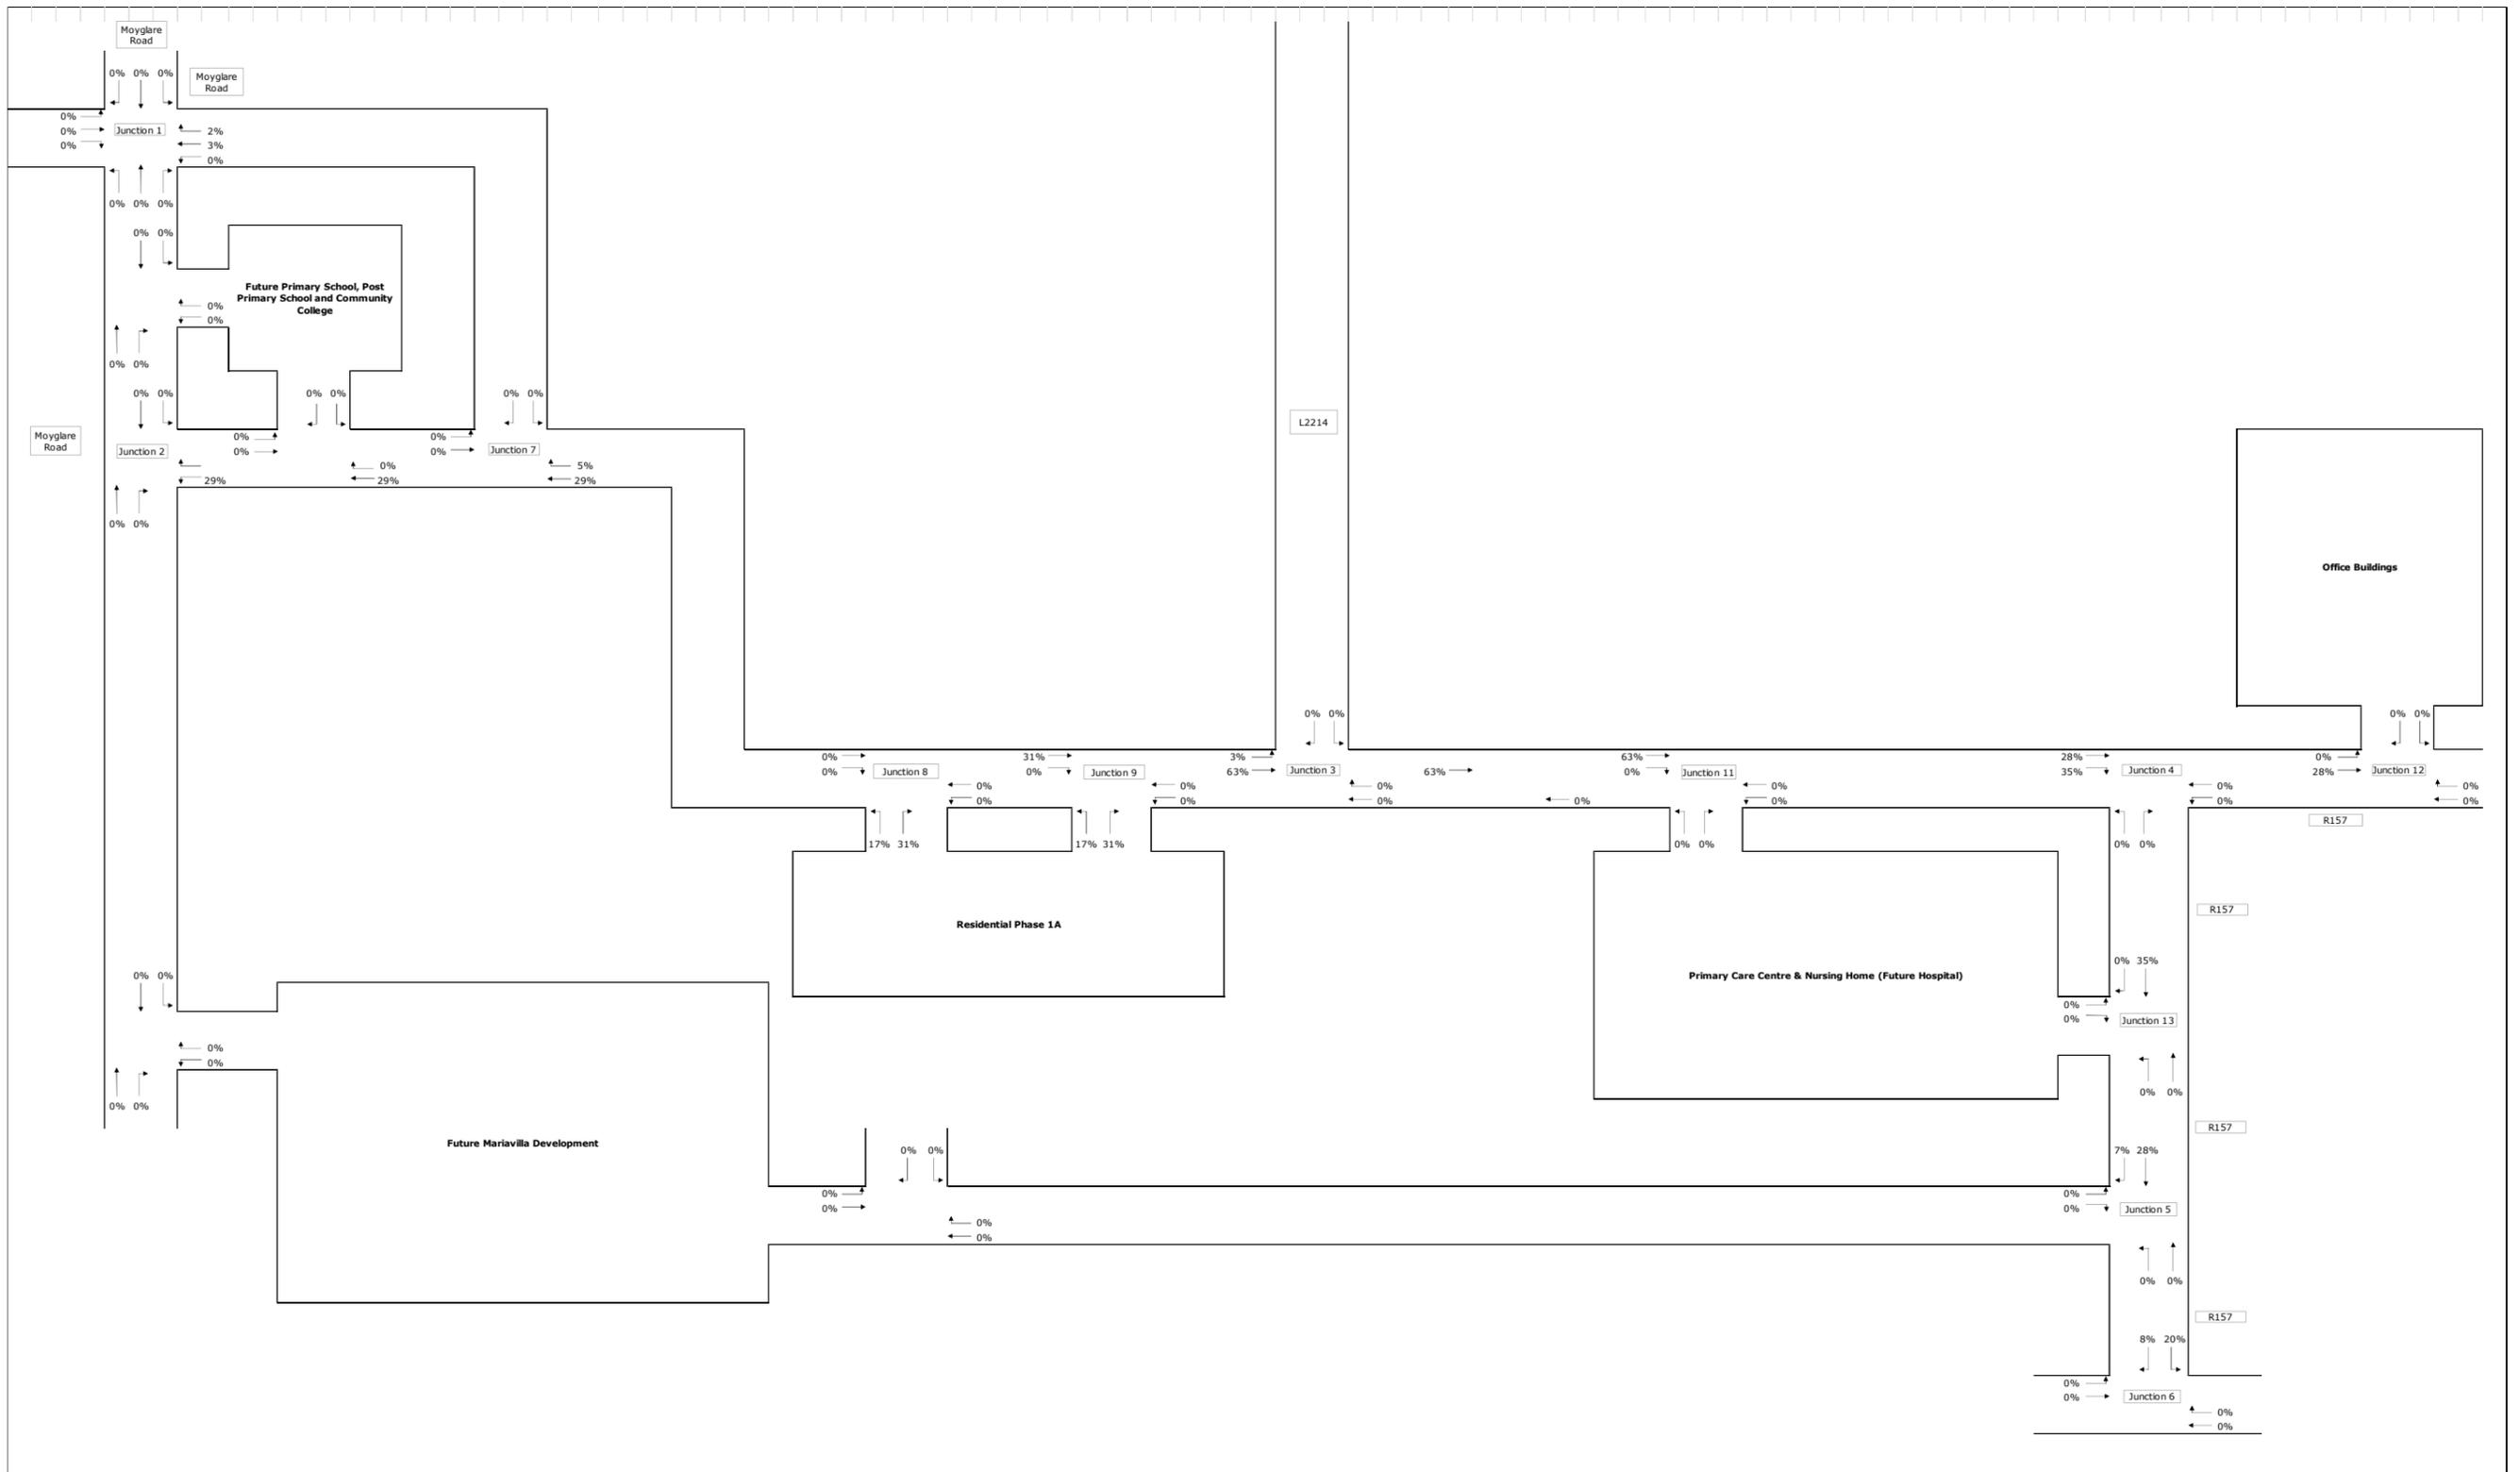 Moyglare
Road
0% 0% 0%
Moyglare
Road
0%
0%
0%
Junction 1
2%
3%
0%
0% 0% 0%
0% 0%
Future Primary School, Post
Primary School and Community
College
0%
0%
0% 0%
0% 0%
0% 0%
0% 0%
Moyglare
Road
L2214
Junction 2
0%
0%
0%
0%
Junction 7
29%
0%
29%
5%
29%
0% 0%
Office Buildings
0% 0%
0% 0%
0%
0%
Junction 8
0%
0%
31%
0%
Junction 9
0%
0%
3%
63%
Junction 3
0%
0%
63%
0%
63%
0%
Junction 11
0%
0%
28%
35%
Junction 4
0%
0%
0%
28%
Junction 12
0%
0%
R157
17% 31%
17% 31%
0% 0%
0% 0%
R157
Residential Phase 1A
0% 35%
Primary Care Centre & Nursing Home (Future Hospital)
0% 0%
0%
0%
Junction 13
0%
0%
0% 0%
0% 0%
R157
Future Mariavilla Development
0% 0%
7% 28%
0%
0%
0%
0%
Junction 5
0%
0%
0% 0%
R157
8% 20%
0%
0%
Junction 6
0%
0%